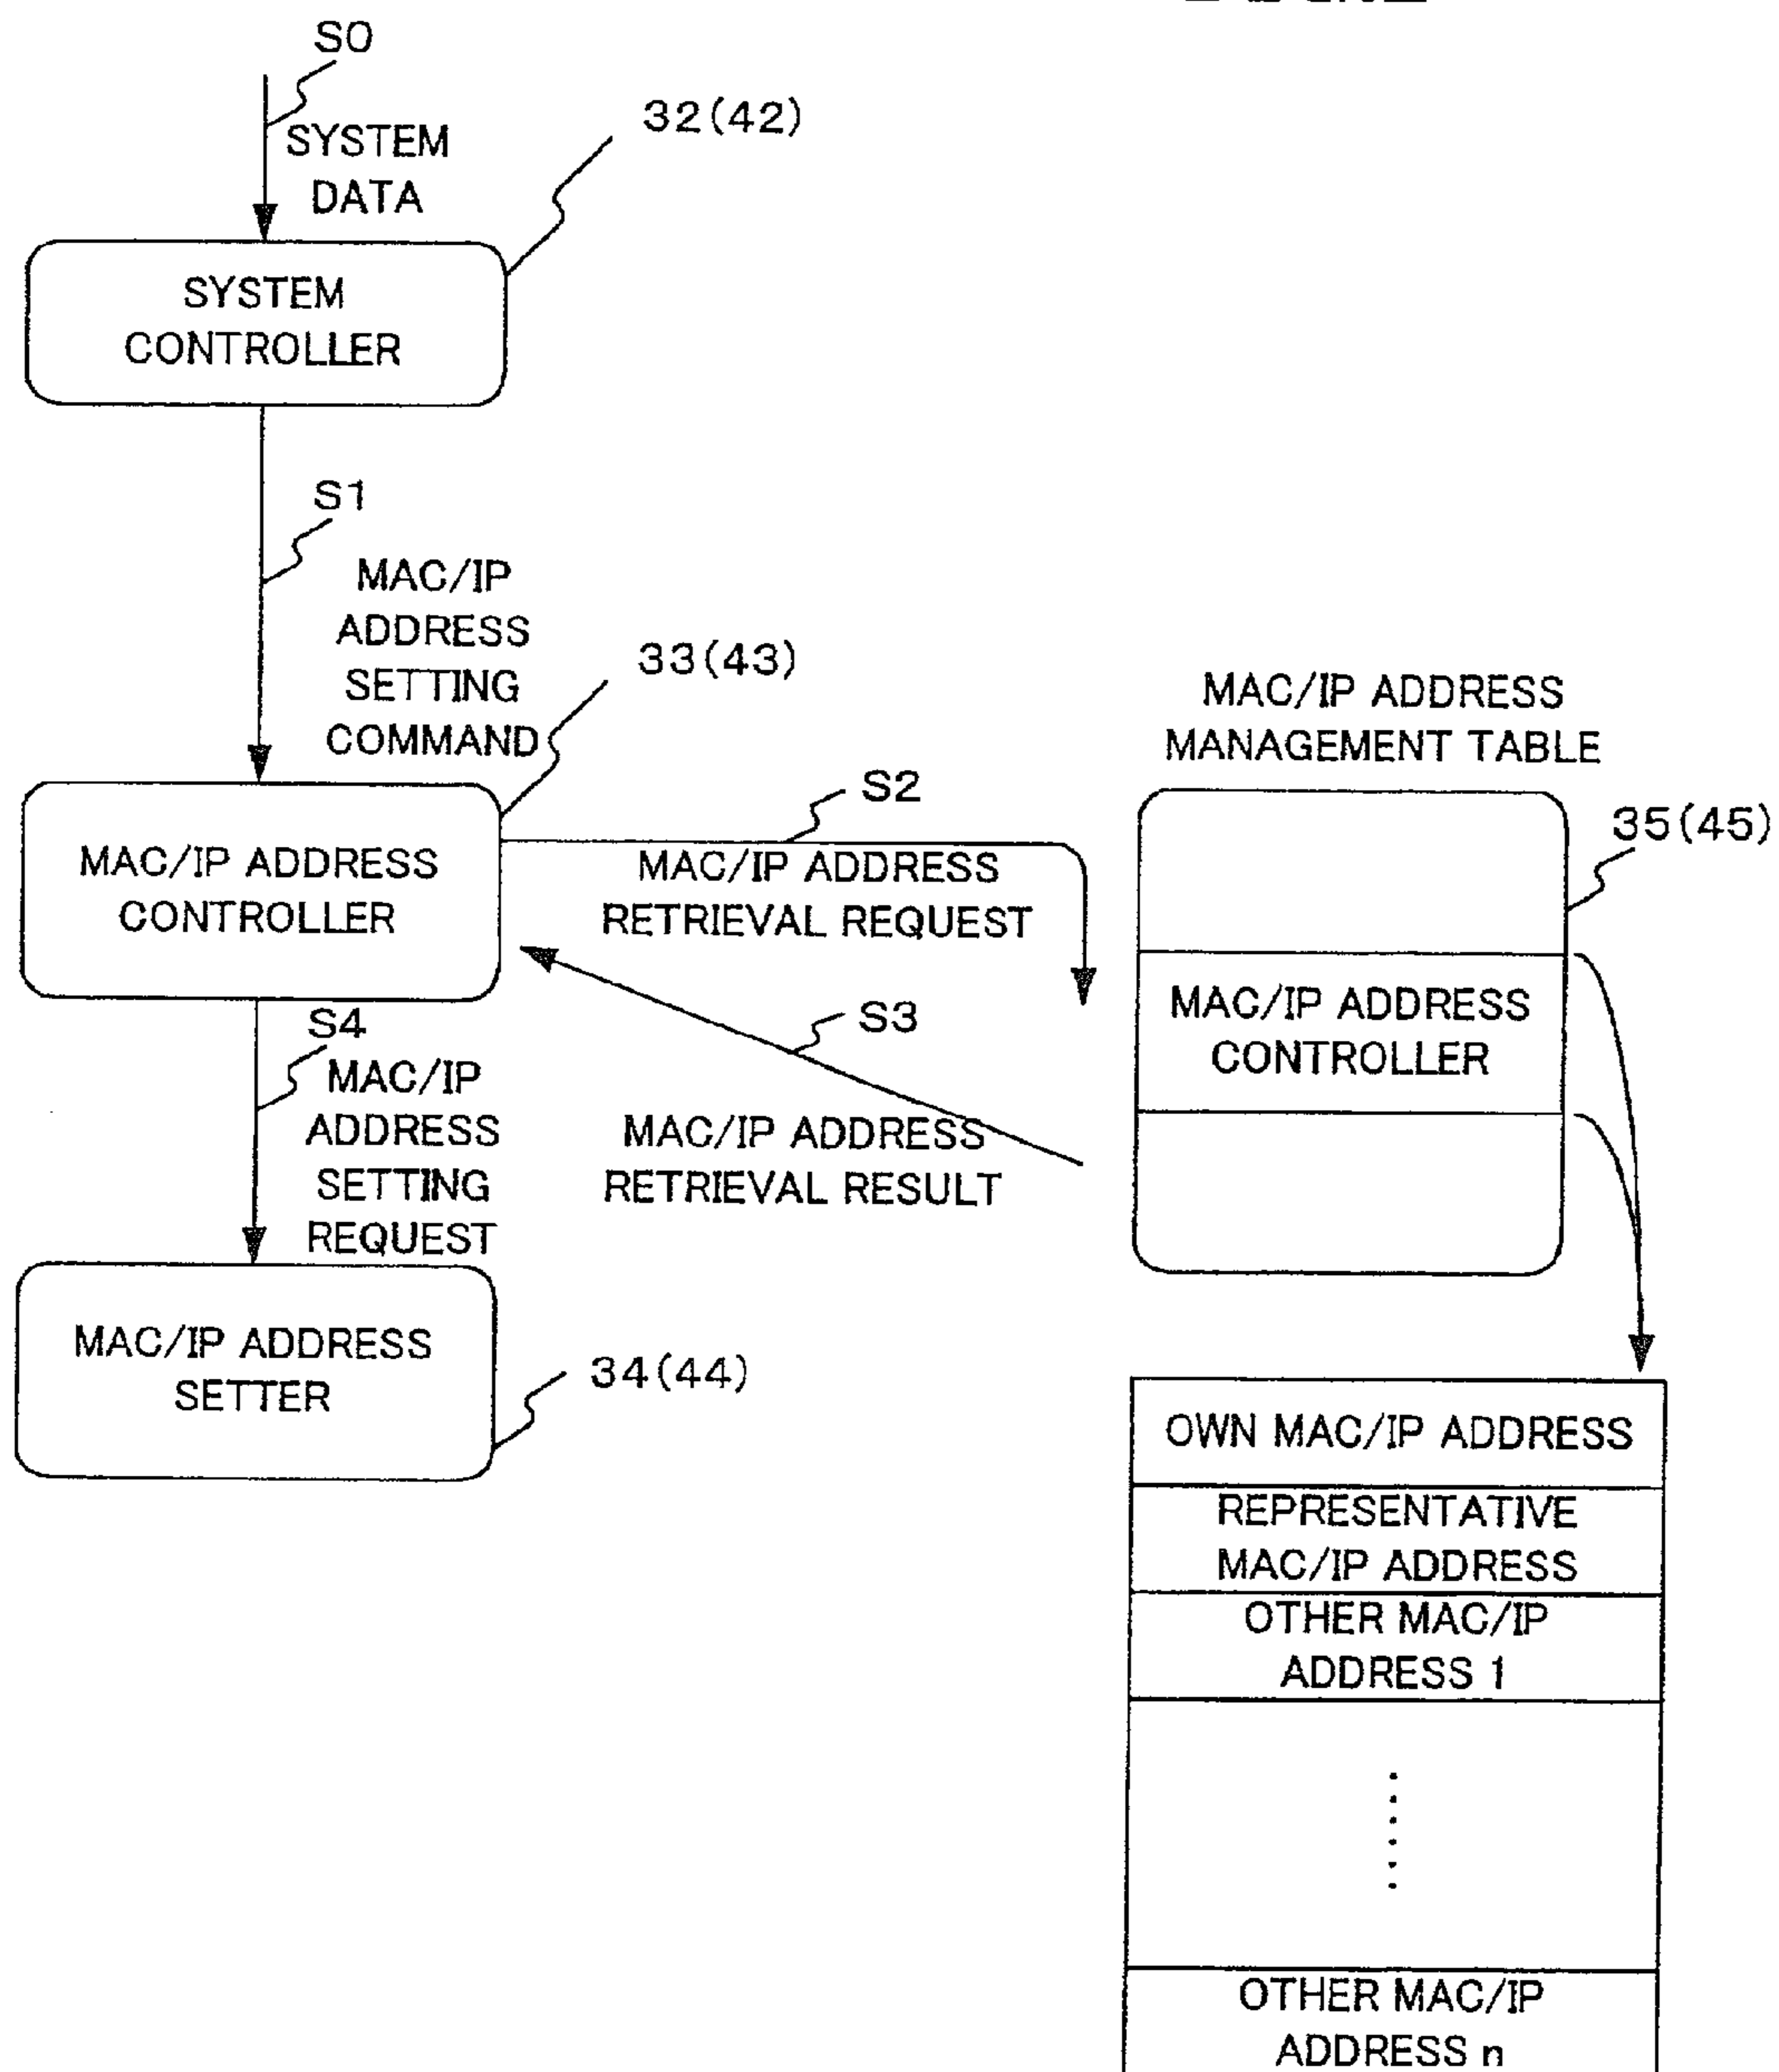 S0
SYSTEM
DATA
32(42)
SYSTEM
CONTROLLER
S1
MAC/IP
ADDRESS
SETTING
COMMAND
33(43)
MAC/IP ADDRESS
CONTROLLER
S2
MAC/IP ADDRESS
RETRIEVAL REQUEST
S3
MAC/IP ADDRESS
RETRIEVAL RESULT
MAC/IP ADDRESS
MANAGEMENT TABLE
35(45)
MAC/IP ADDRESS
CONTROLLER
S4
MAC/IP
ADDRESS
SETTING
REQUEST
MAC/IP ADDRESS
SETTER
34(44)
OWN MAC/IP ADDRESS
REPRESENTATIVE
MAC/IP ADDRESS
OTHER MAC/IP
ADDRESS 1
OTHER MAC/IP
ADDRESS n